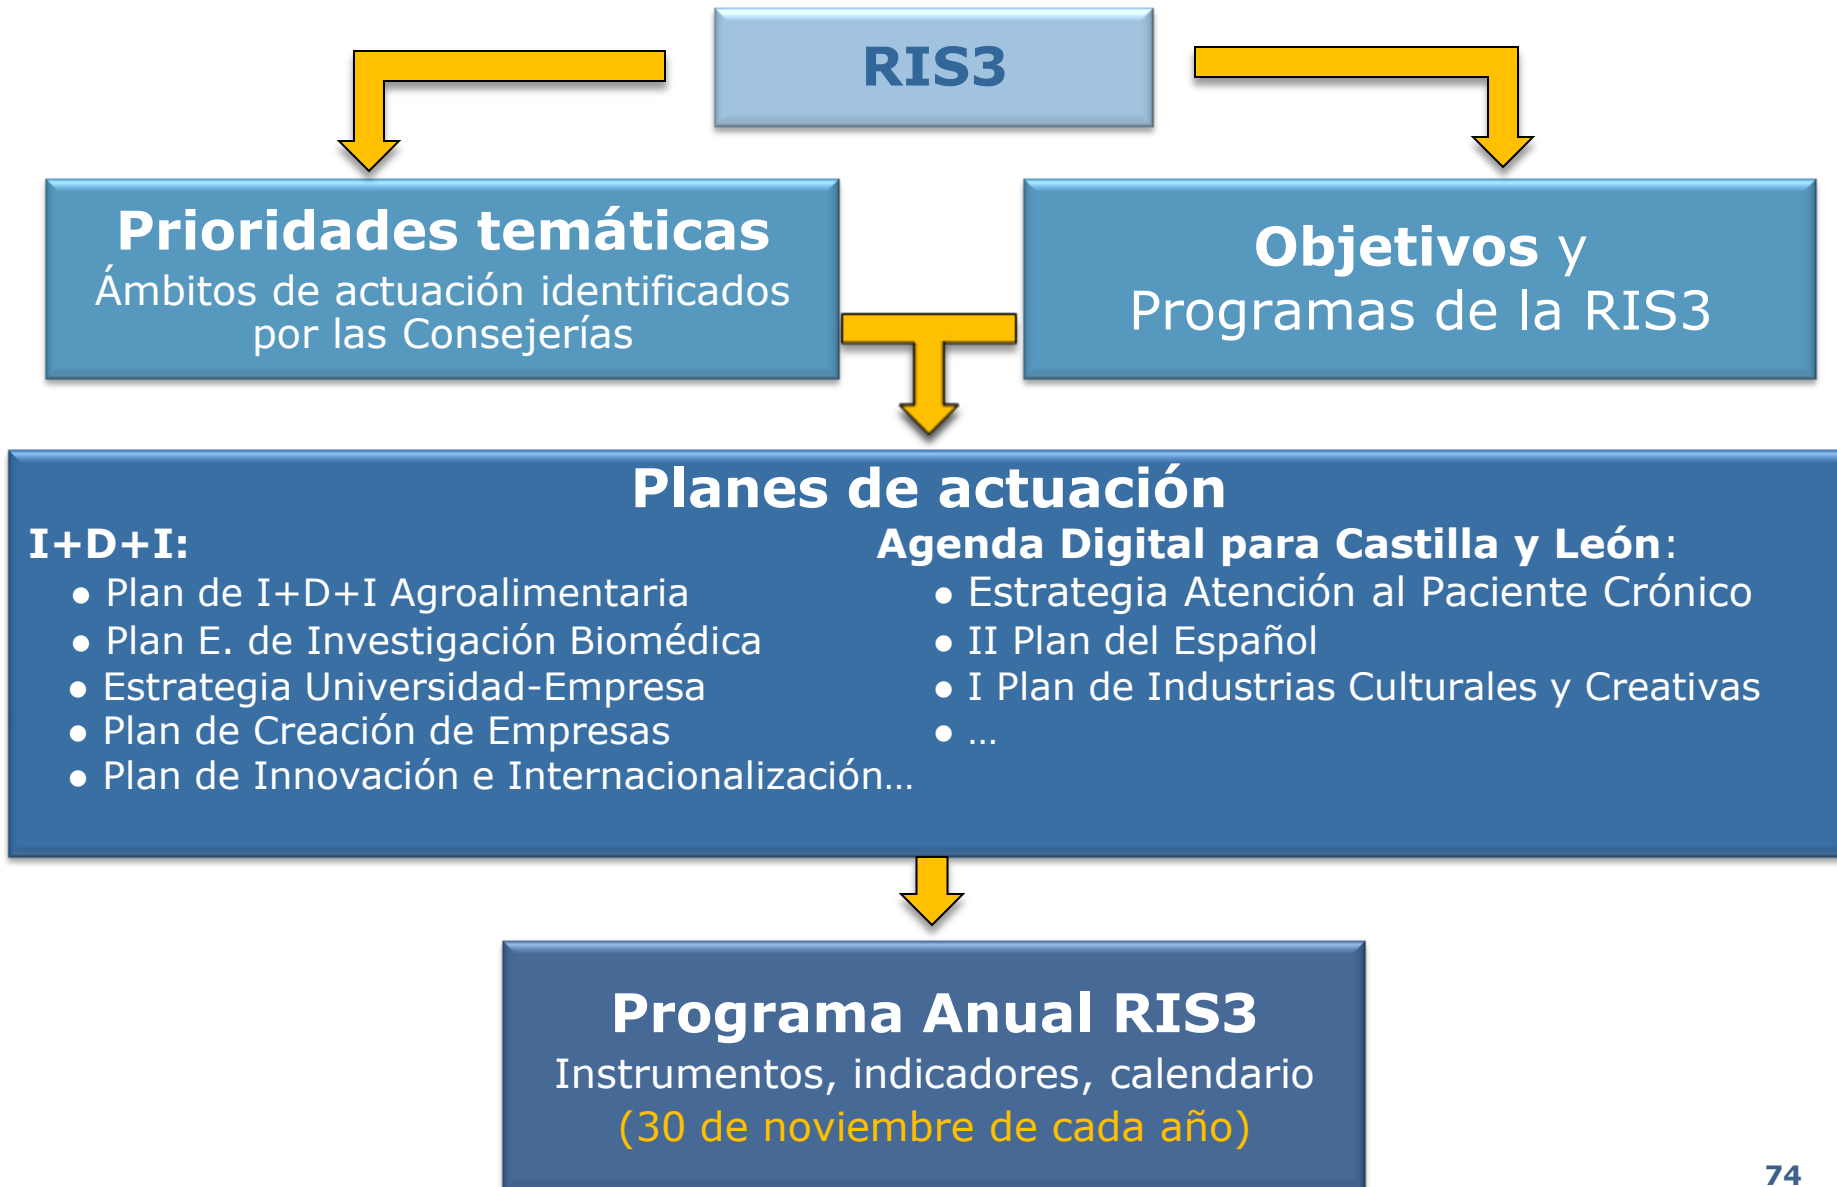 RIS3
Prioridades temáticas
Ámbitos de actuación identificados
por las Consejerías
Objetivos y
Programas de la RIS3
Planes de actuación
I+D+I:
● Plan de I+D+I Agroalimentaria
● Plan E. de Investigación Biomédica
● Estrategia Universidad-Empresa
● Plan de Creación de Empresas
● Plan de Innovación e Internacionalización…
Agenda Digital para Castilla y León:
● Estrategia Atención al Paciente Crónico
● II Plan del Español
● I Plan de Industrias Culturales y Creativas
● …
Programa Anual RIS3
Instrumentos, indicadores, calendario
(30 de noviembre de cada año)
74